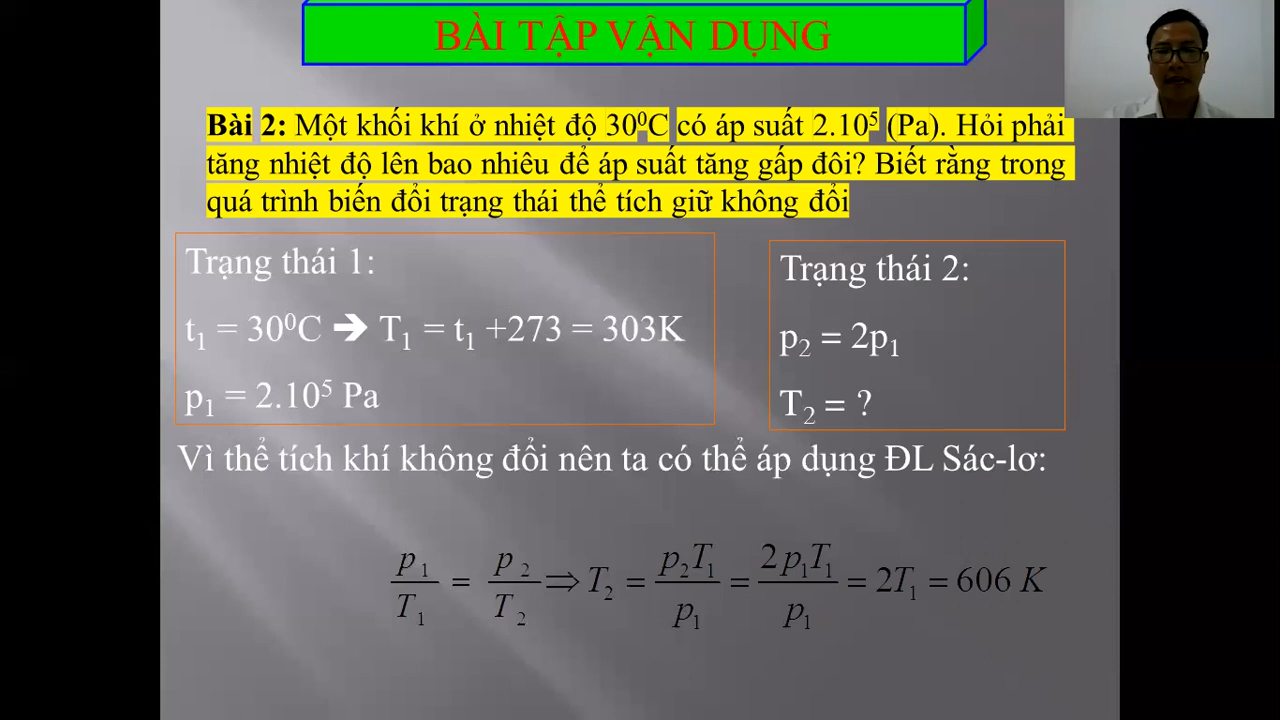 BÀI TẬP VẬN DỤNG
Bài 2: Một khối khí ở nhiệt độ 30⁰C có áp suất 2.10⁵ (Pa). Hỏi phải
tăng nhiệt độ lên bao nhiêu để áp suất tăng gấp đôi? Biết rằng trong
quá trình biến đổi trạng thái thể tích giữ không đổi
Trạng thái 1:
t₁ = 30⁰C 🡺 T₁ = t₁ +273 = 303K
p₁ = 2.10⁵ Pa
Trạng thái 2:
p₂ = 2p₁
T₂ = ?
Vì thể tích khí không đổi nên ta có thể áp dụng ĐL Sác-lơ:
p₁/T₁ = p₂/T₂ ⇒ T₂ = p₂T₁/p₁ = 2p₁T₁/p₁ = 2T₁ = 606 K